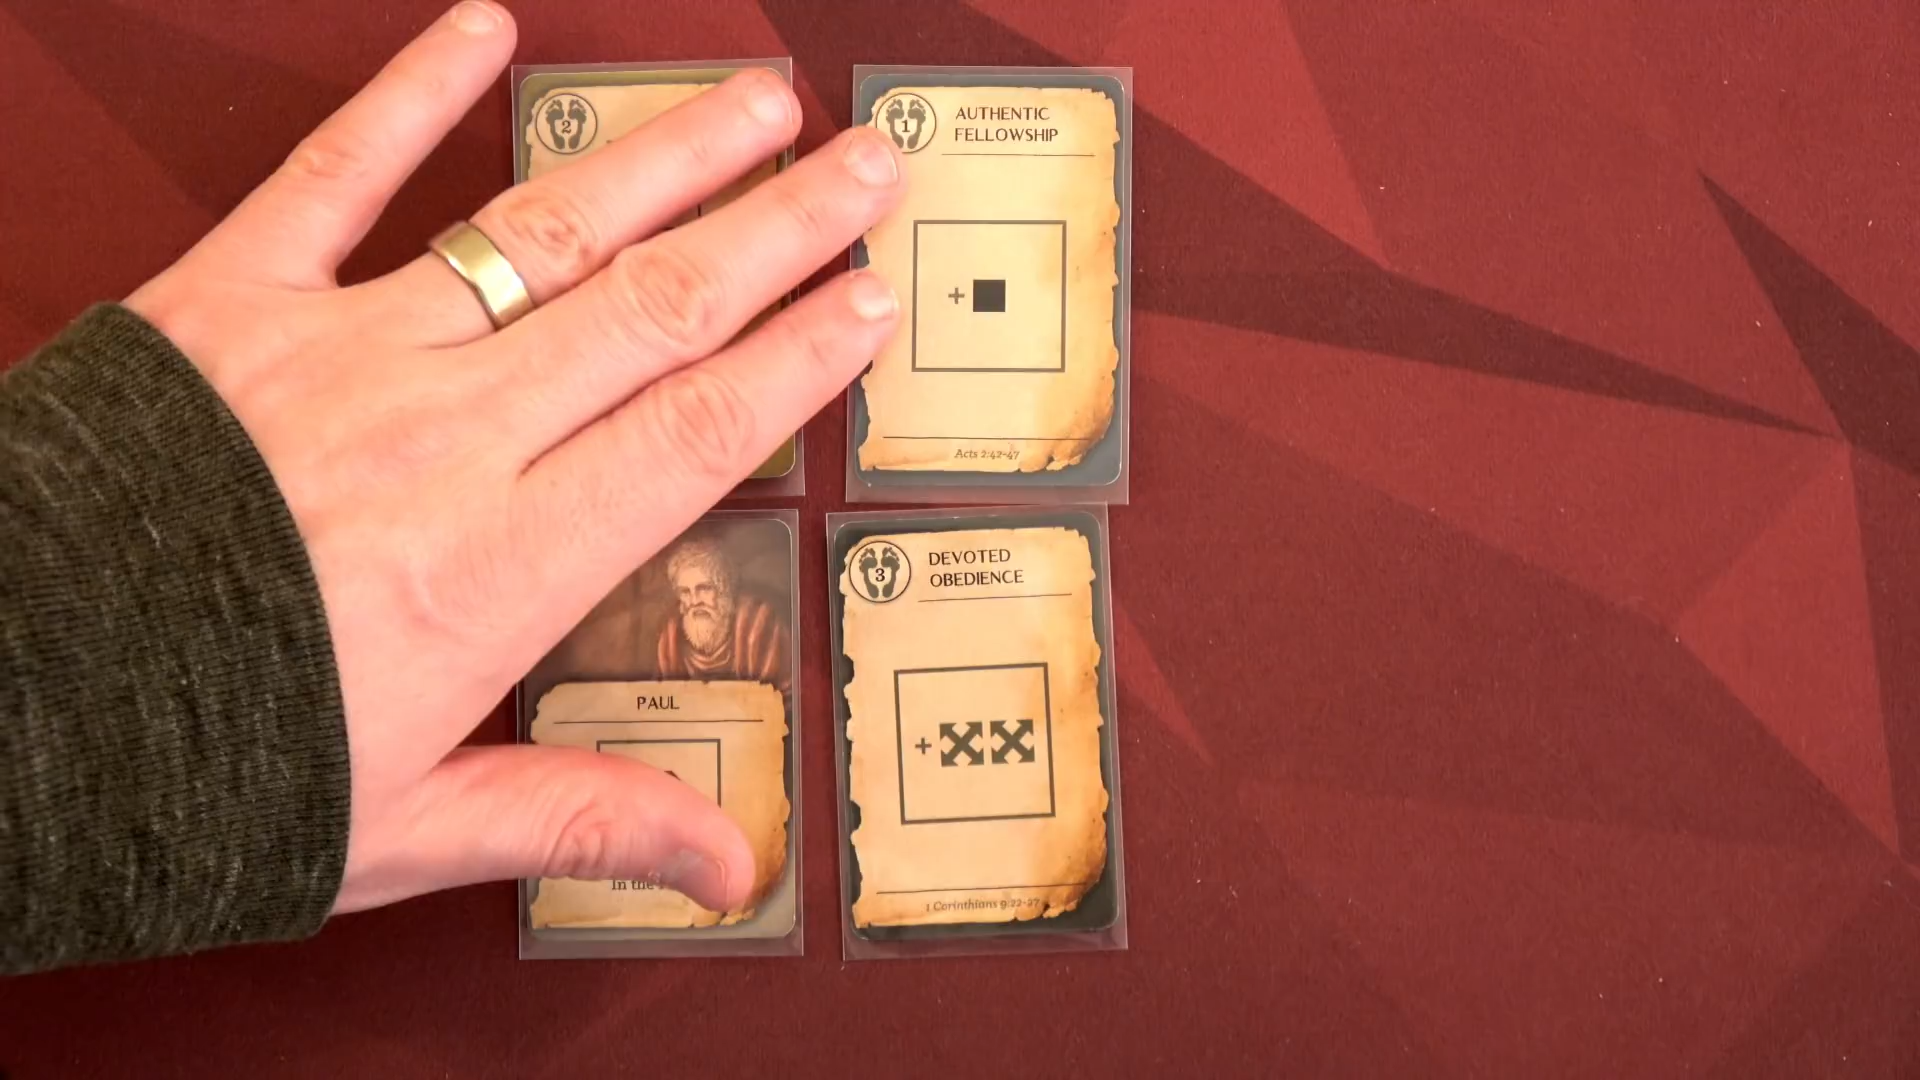 2
1
AUTHENTIC
FELLOWSHIP
+
Acts 2:42-47
PAUL
In the
3
DEVOTED
OBEDIENCE
+
1 Corinthians 9:22-27